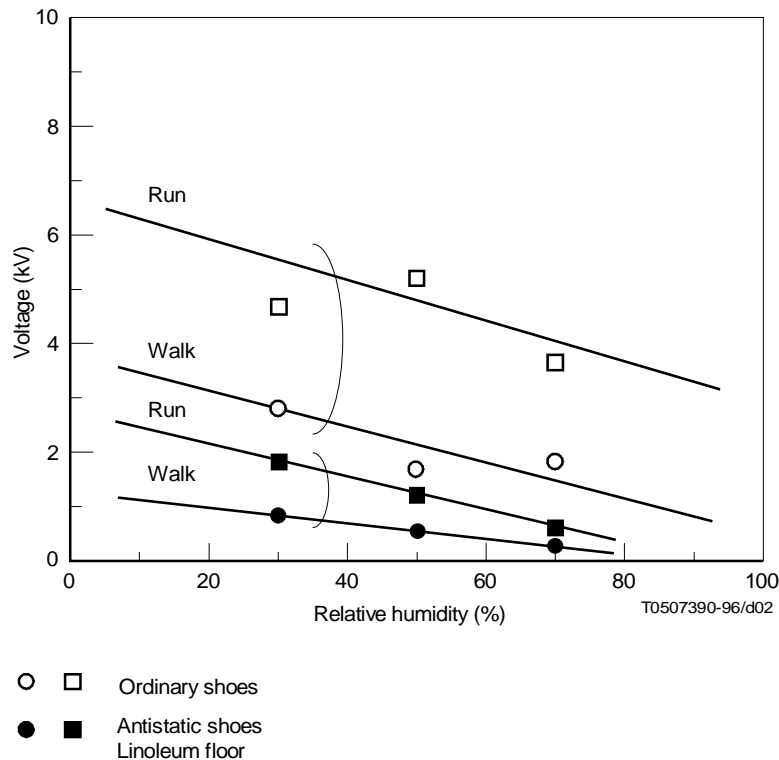 10
8
6
4
2
0
Voltage (kV)
Run
Walk
Run
Walk
0 20 40 60 80 100
Relative humidity (%)
T0507390-96/d02
Ordinary shoes
Antistatic shoes
Linoleum floor